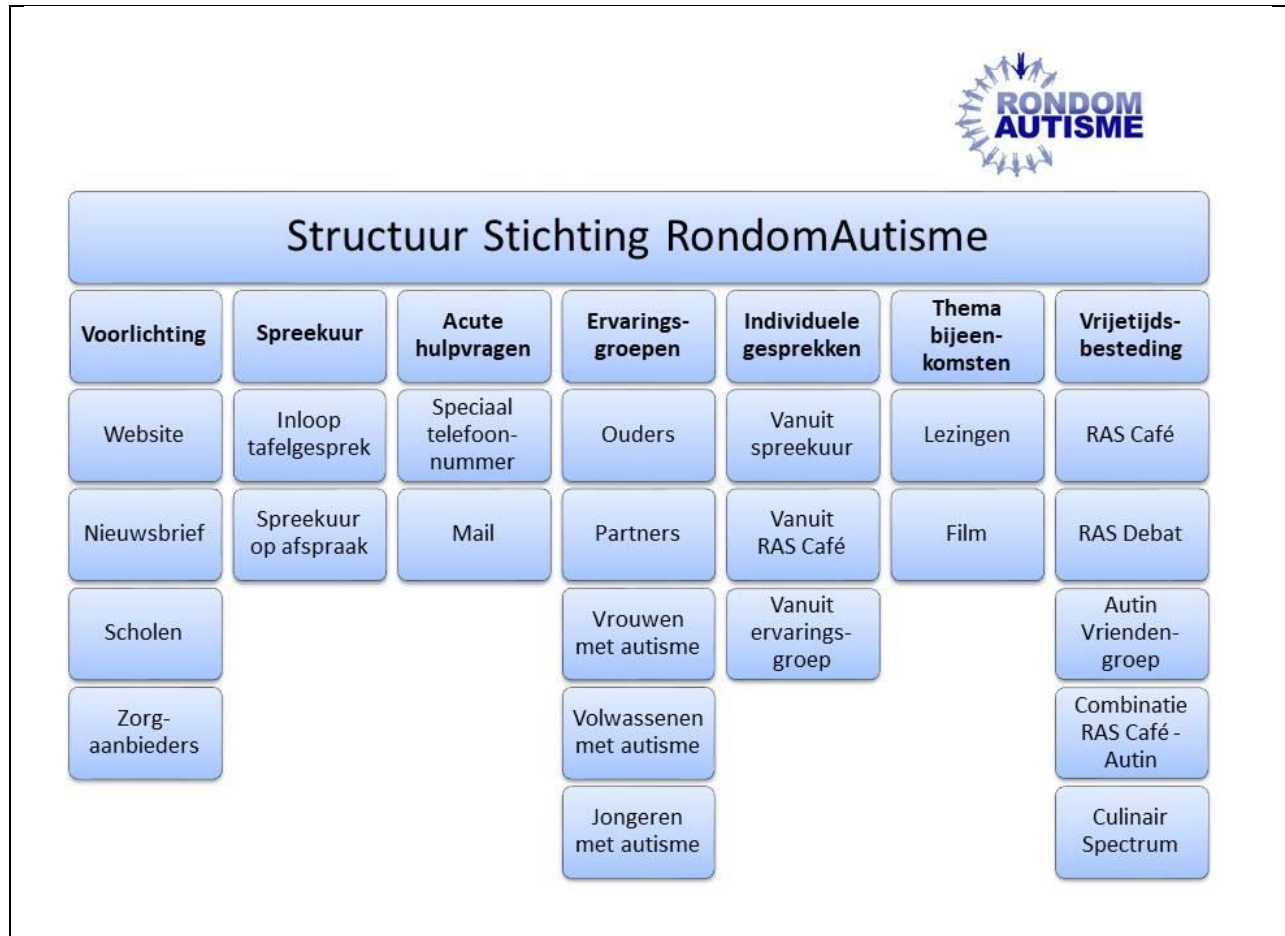 RONDOM
AUTISME
Structuur Stichting RondomAutisme
Voorlichting
Website
Nieuwsbrief
Scholen
Zorg-
aanbieders
Spreekuur
Inloop
tafelgesprek
Spreekuur
op afspraak
Acute
hulpvragen
Speciaal
telefoon-
nummer
Mail
Ervarings-
groepen
Ouders
Partners
Vrouwen
met autisme
Volwassenen
met autisme
Jongeren
met autisme
Individuele
gesprekken
Vanuit
spreekuur
Vanuit
RAS Café
Vanuit
ervarings-
groep
Thema
bijeen-
komsten
Lezingen
Film
Vrijetijds-
besteding
RAS Café
RAS Debat
Autin
Vrienden-
groep
Combinatie
RAS Café -
Autin
Culinair
Spectrum